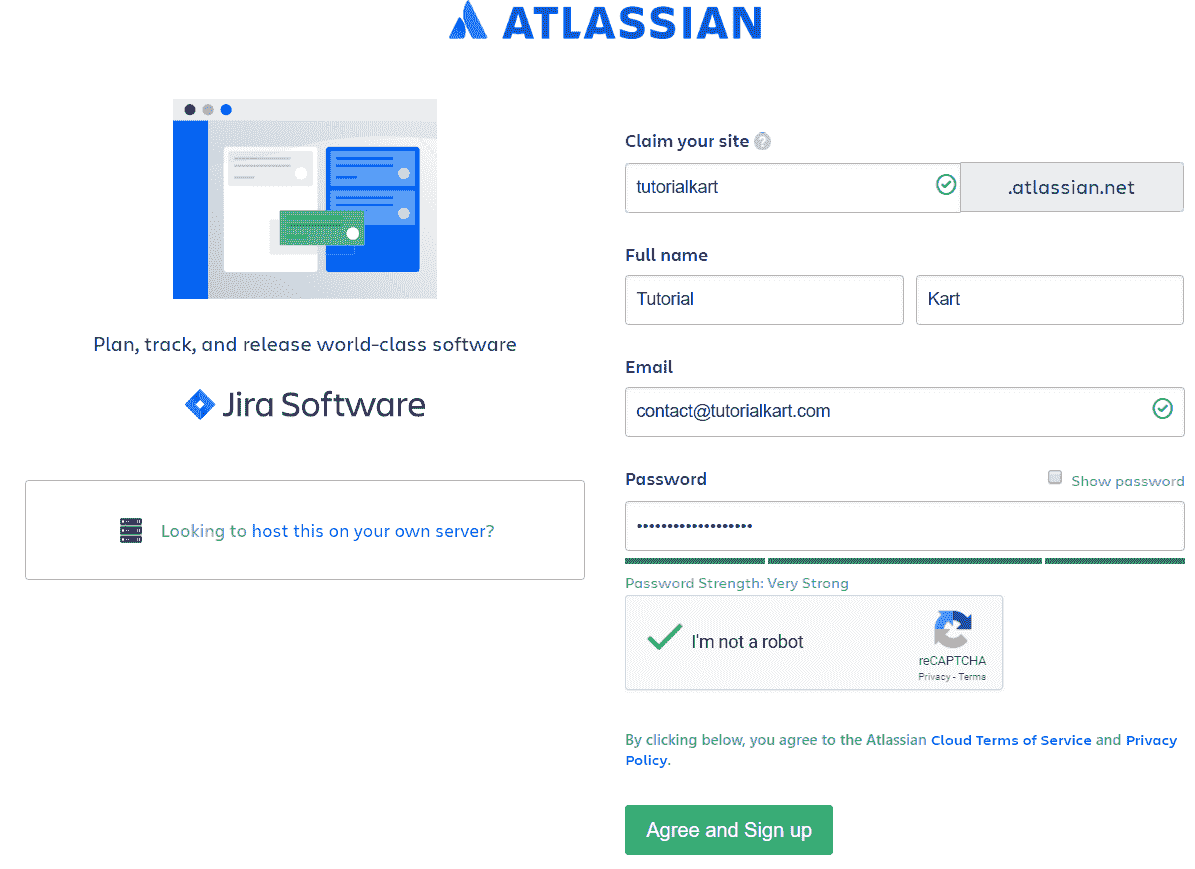 ATLASSIAN
Plan, track, and release world-class software
Jira Software
Looking to host this on your own server?
Claim your site ?
tutorialkart .atlassian.net
Full name
Tutorial Kart
Email
contact@tutorialkart.com
Password Show password
••••••••••••••••••
Password Strength: Very Strong
I'm not a robot
reCAPTCHA
Privacy - Terms
By clicking below, you agree to the Atlassian Cloud Terms of Service and Privacy
Policy.
Agree and Sign up